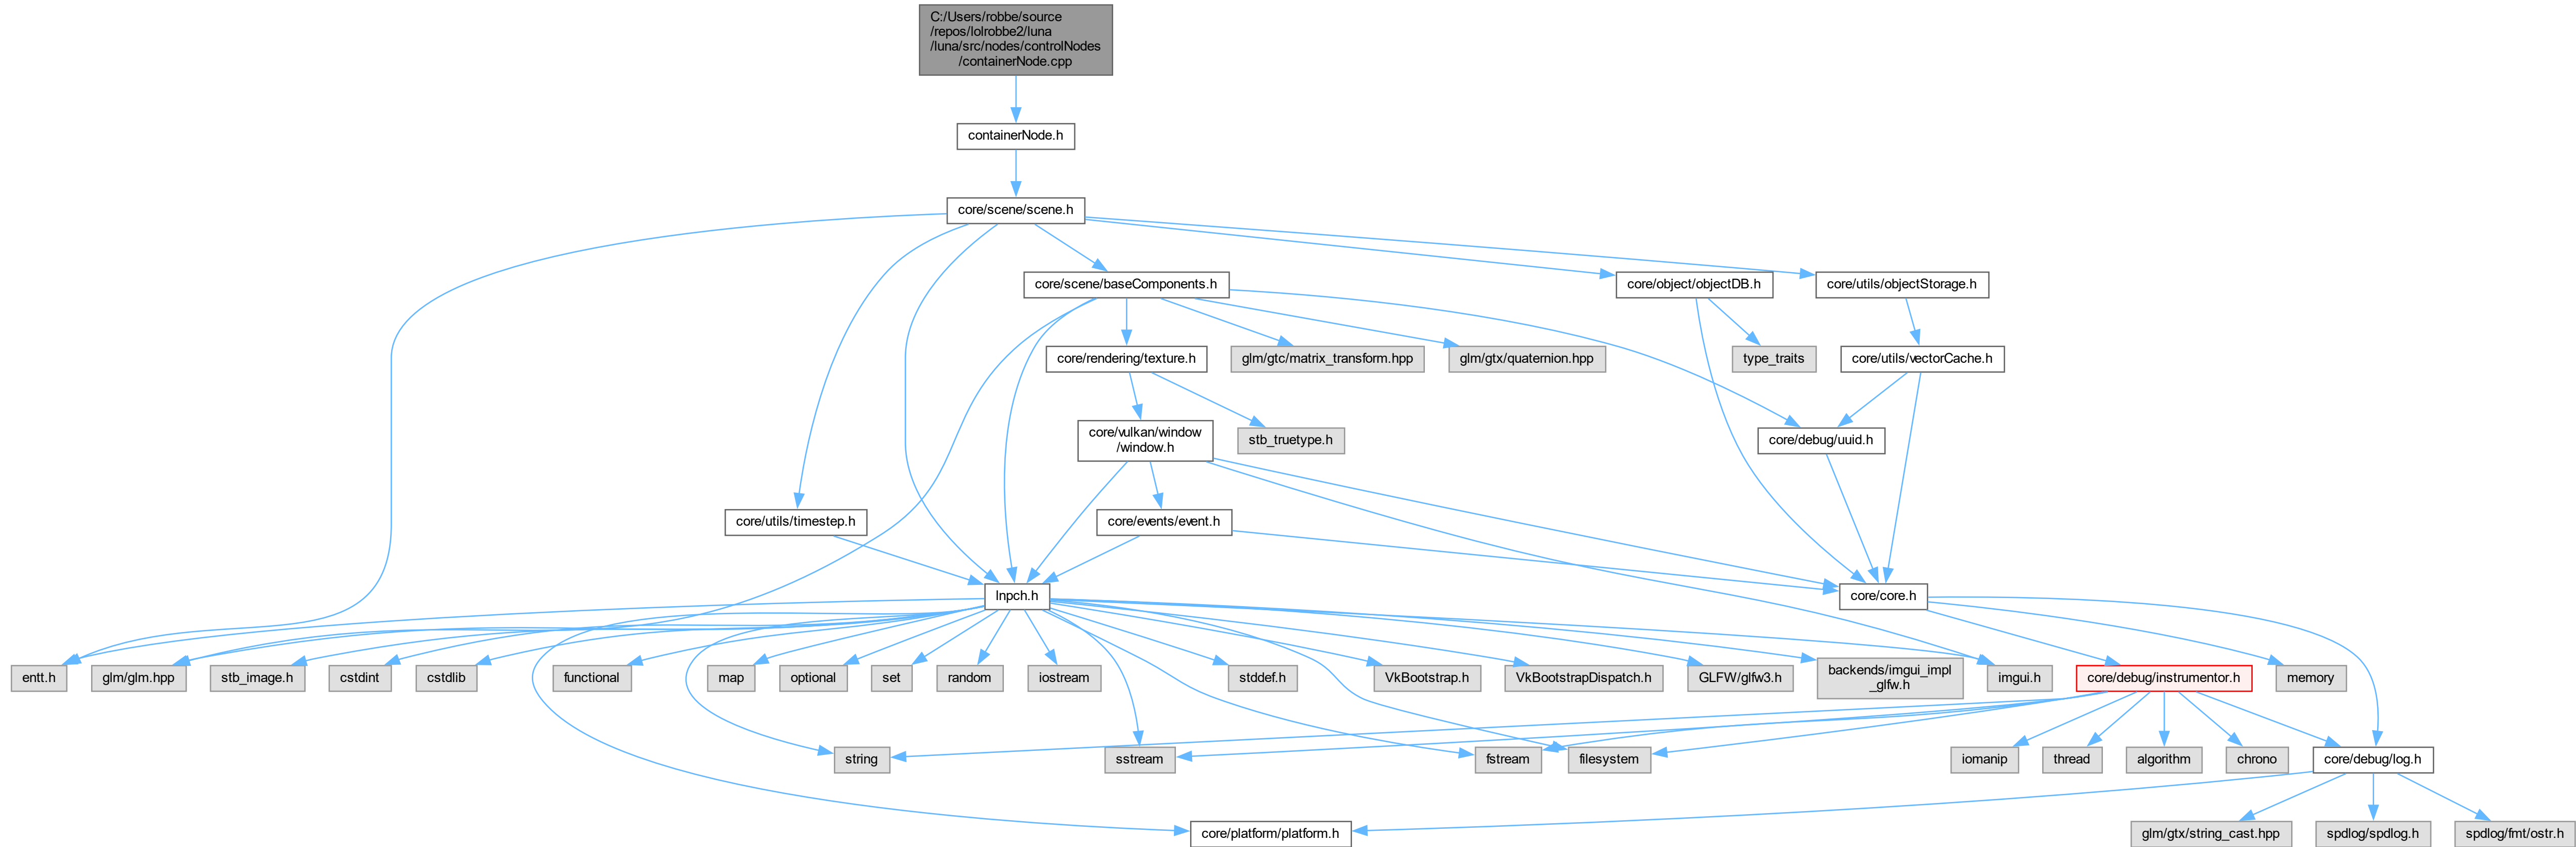 C:/Users/robbe/source
/repos/lolrobbe2/luna
/luna/src/nodes/controlNodes
/containerNode.cpp
containerNode.h
core/scene/scene.h
core/scene/baseComponents.h
core/object/objectDB.h
core/utils/objectStorage.h
core/rendering/texture.h
glm/gtc/matrix_transform.hpp
glm/gtx/quaternion.hpp
type_traits
core/utils/vectorCache.h
core/vulkan/window
/window.h
stb_truetype.h
core/debug/uuid.h
core/utils/timestep.h
core/events/event.h
lnpch.h
core/core.h
entt.h
glm/glm.hpp
stb_image.h
cstdint
cstdlib
functional
map
optional
set
random
iostream
stddef.h
VkBootstrap.h
VkBootstrapDispatch.h
GLFW/glfw3.h
backends/imgui_impl
_glfw.h
imgui.h
core/debug/instrumentor.h
memory
string
sstream
fstream
filesystem
iomanip
thread
algorithm
chrono
core/debug/log.h
core/platform/platform.h
glm/gtx/string_cast.hpp
spdlog/spdlog.h
spdlog/fmt/ostr.h